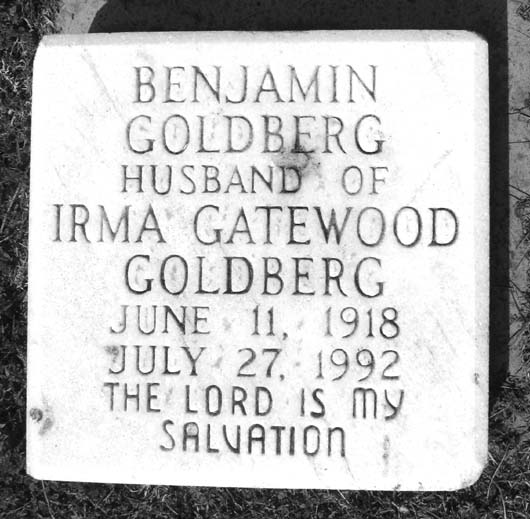 BENJAMIN
GOLDBERG
HUSBAND OF
IRMA GATEWOOD
GOLDBERG
JUNE 11, 1918
JULY 27, 1992
THE LORD IS MY
SALVATION